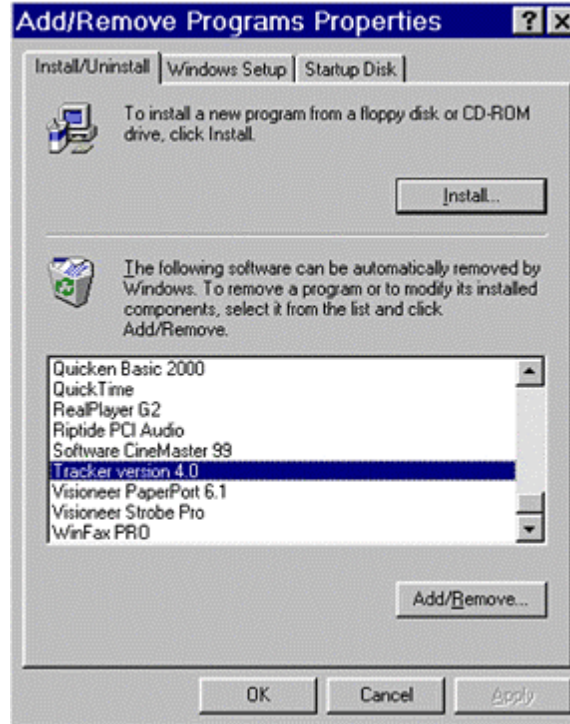 Add/Remove Programs Properties
Install/Uninstall Windows Setup Startup Disk
To install a new program from a floppy disk or CD-ROM
drive, click Install.
Install...
The following software can be automatically removed by
Windows. To remove a program or to modify its installed
components, select it from the list and click
Add/Remove.
Quicken Basic 2000
QuickTime
RealPlayer G2
Riptide PCI Audio
Software CineMaster 99
Tracker version 4.0
Visioneer PaperPort 6.1
Visioneer Strobe Pro
WinFax PRO
Add/Remove...
OK Cancel Apply